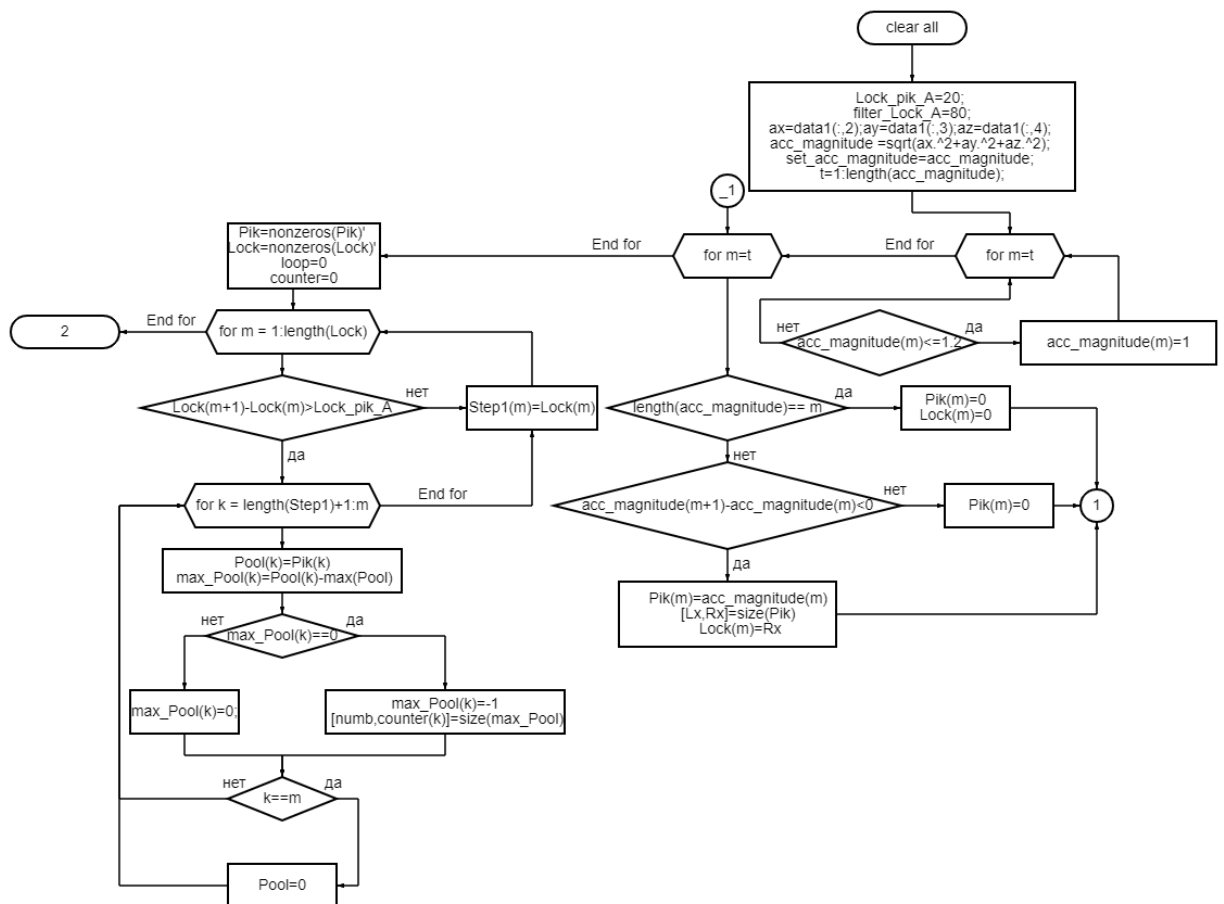 clear all
Lock_pik_A=20;
filter_Lock_A=80;
ax=data1(:,2);ay=data1(:,3);az=data1(:,4);
acc_magnitude =sqrt(ax.^2+ay.^2+az.^2);
set_acc_magnitude=acc_magnitude;
t=1:length(acc_magnitude);
for m=t
нет
acc_magnitude(m)<=1.2
да
acc_magnitude(m)=1
End for
_1
for m=t
length(acc_magnitude)== m
да
Pik(m)=0
Lock(m)=0
нет
acc_magnitude(m+1)-acc_magnitude(m)<0
нет
Pik(m)=0
1
да
Pik(m)=acc_magnitude(m)
[Lx,Rx]=size(Pik)
Lock(m)=Rx
End for
Pik=nonzeros(Pik)'
Lock=nonzeros(Lock)'
loop=0
counter=0
for m = 1:length(Lock)
End for
2
Lock(m+1)-Lock(m)>Lock_pik_A
нет
Step1(m)=Lock(m)
да
for k = length(Step1)+1:m
End for
Pool(k)=Pik(k)
max_Pool(k)=Pool(k)-max(Pool)
нет
max_Pool(k)==0
да
max_Pool(k)=0;
max_Pool(k)=-1
[numb,counter(k)]=size(max_Pool)
нет
k==m
да
Pool=0